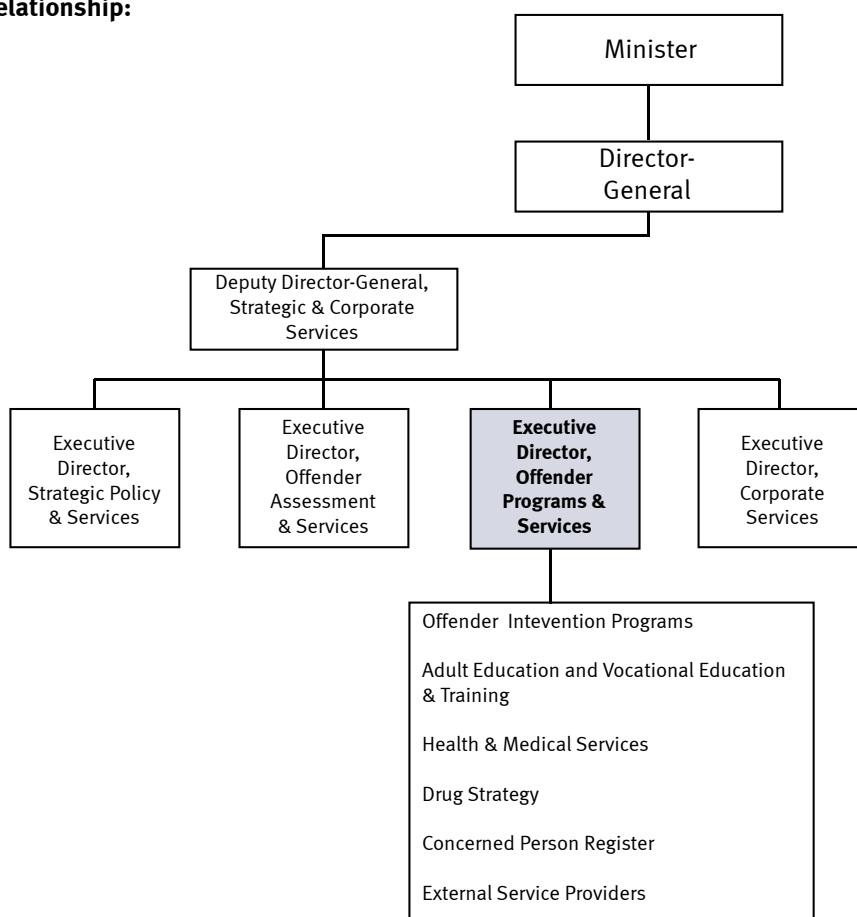 elationship:
Minister
Director-
General
Deputy Director-General,
Strategic & Corporate
Services
Executive
Director,
Strategic Policy
& Services
Executive
Director,
Offender
Assessment
& Services
Executive
Director,
Offender
Programs &
Services
Executive
Director,
Corporate
Services
Offender Intevention Programs
Adult Education and Vocational Education
& Training
Health & Medical Services
Drug Strategy
Concerned Person Register
External Service Providers